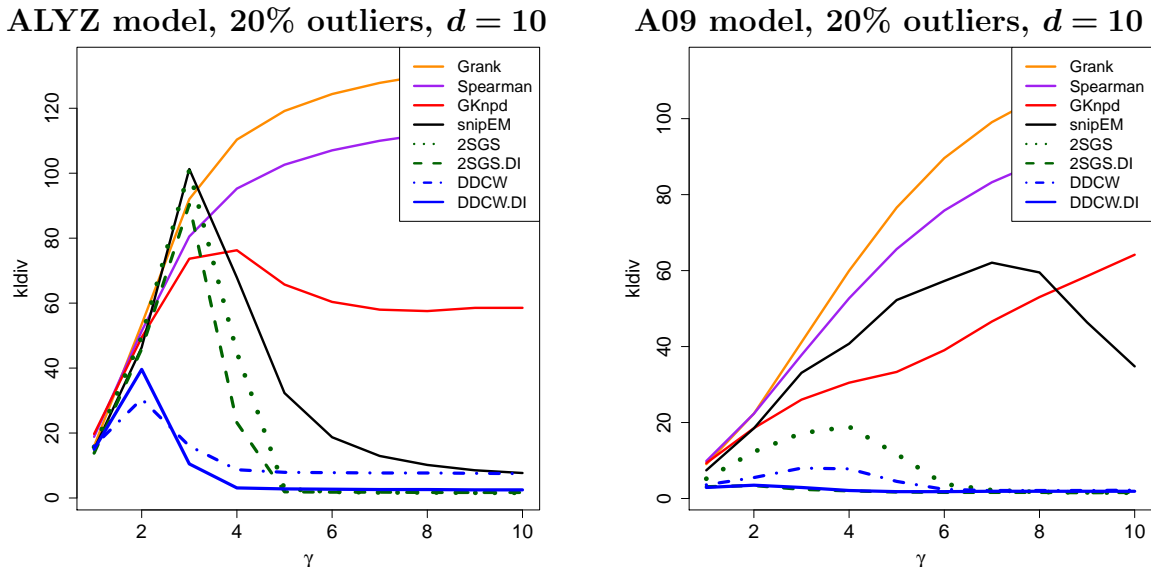 ALYZ model, 20% outliers, d = 10
kldiv
120
100
80
60
40
20
0
2
4
6
8
10
γ
Grank
Spearman
GKnpd
snipEM
2SGS
2SGS.DI
DDCW
DDCW.DI
A09 model, 20% outliers, d = 10
kldiv
100
80
60
40
20
0
2
4
6
8
10
γ
Grank
Spearman
GKnpd
snipEM
2SGS
2SGS.DI
DDCW
DDCW.DI